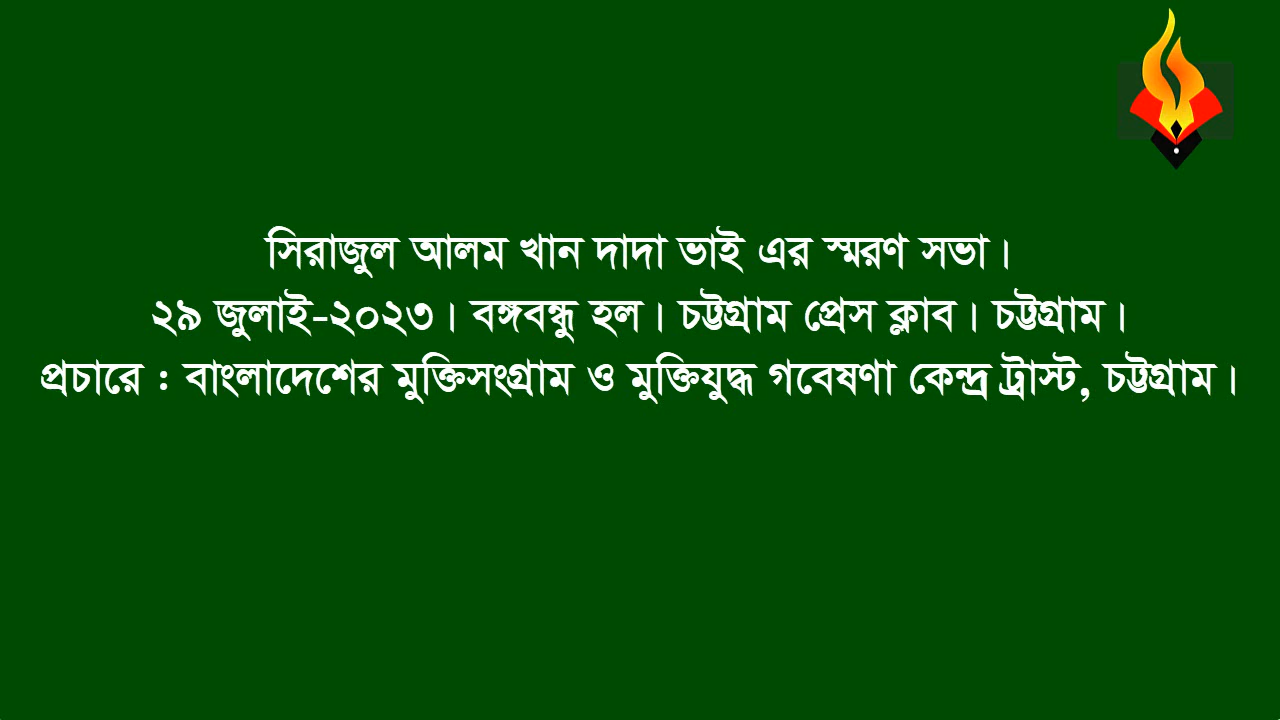 সিরাজুল আলম খান দাদা ভাই এর স্মরণ সভা।
২৯ জুলাই-২০২৩। বঙ্গবন্ধু হল। চট্টগ্রাম প্রেস ক্লাব। চট্টগ্রাম।
প্রচারে : বাংলাদেশের মুক্তিসংগ্রাম ও মুক্তিযুদ্ধ গবেষণা কেন্দ্র ট্রাস্ট, চট্টগ্রাম।